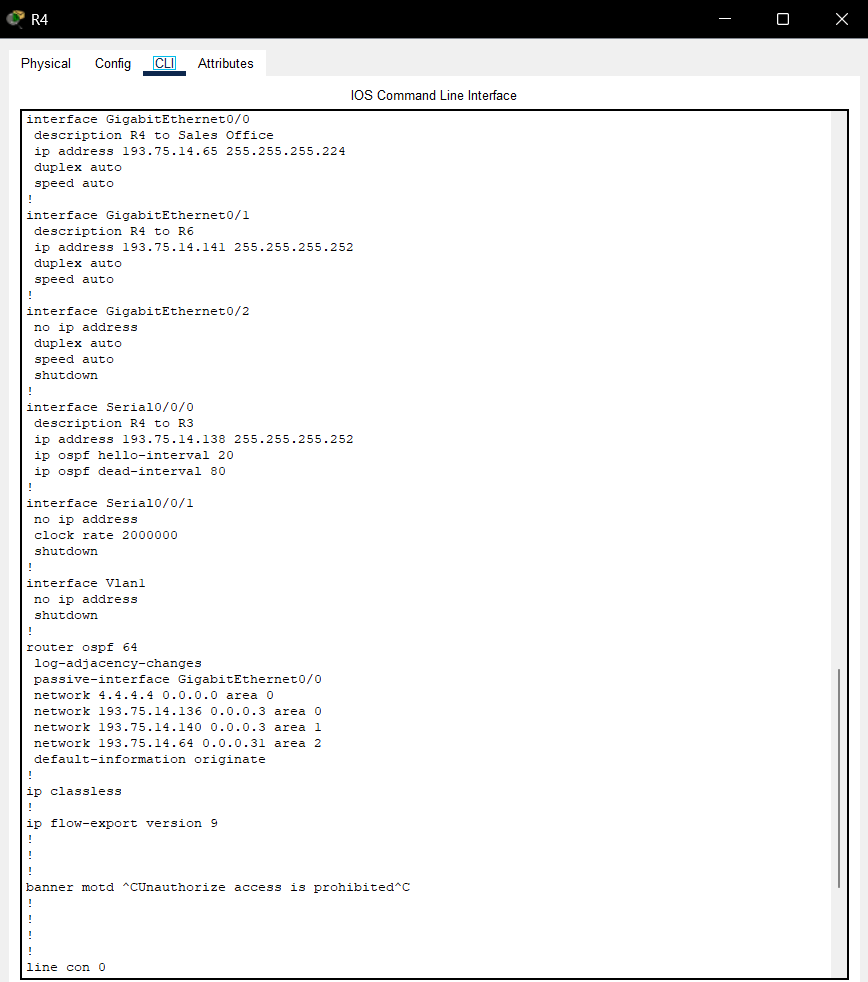 R4
Physical Config CLI Attributes
IOS Command Line Interface
interface GigabitEthernet0/0
 description R4 to Sales Office
 ip address 193.75.14.65 255.255.255.224
 duplex auto
 speed auto
!
interface GigabitEthernet0/1
 description R4 to R6
 ip address 193.75.14.141 255.255.255.252
 duplex auto
 speed auto
!
interface GigabitEthernet0/2
 no ip address
 duplex auto
 speed auto
 shutdown
!
interface Serial0/0/0
 description R4 to R3
 ip address 193.75.14.138 255.255.255.252
 ip ospf hello-interval 20
 ip ospf dead-interval 80
!
interface Serial0/0/1
 no ip address
 clock rate 2000000
 shutdown
!
interface Vlan1
 no ip address
 shutdown
!
router ospf 64
 log-adjacency-changes
 passive-interface GigabitEthernet0/0
 network 4.4.4.4 0.0.0.0 area 0
 network 193.75.14.136 0.0.0.3 area 0
 network 193.75.14.140 0.0.0.3 area 1
 network 193.75.14.64 0.0.0.31 area 2
 default-information originate
!
ip classless
!
ip flow-export version 9
!
!
!
banner motd ^CUnauthorize access is prohibited^C
!
!
!
!
line con 0